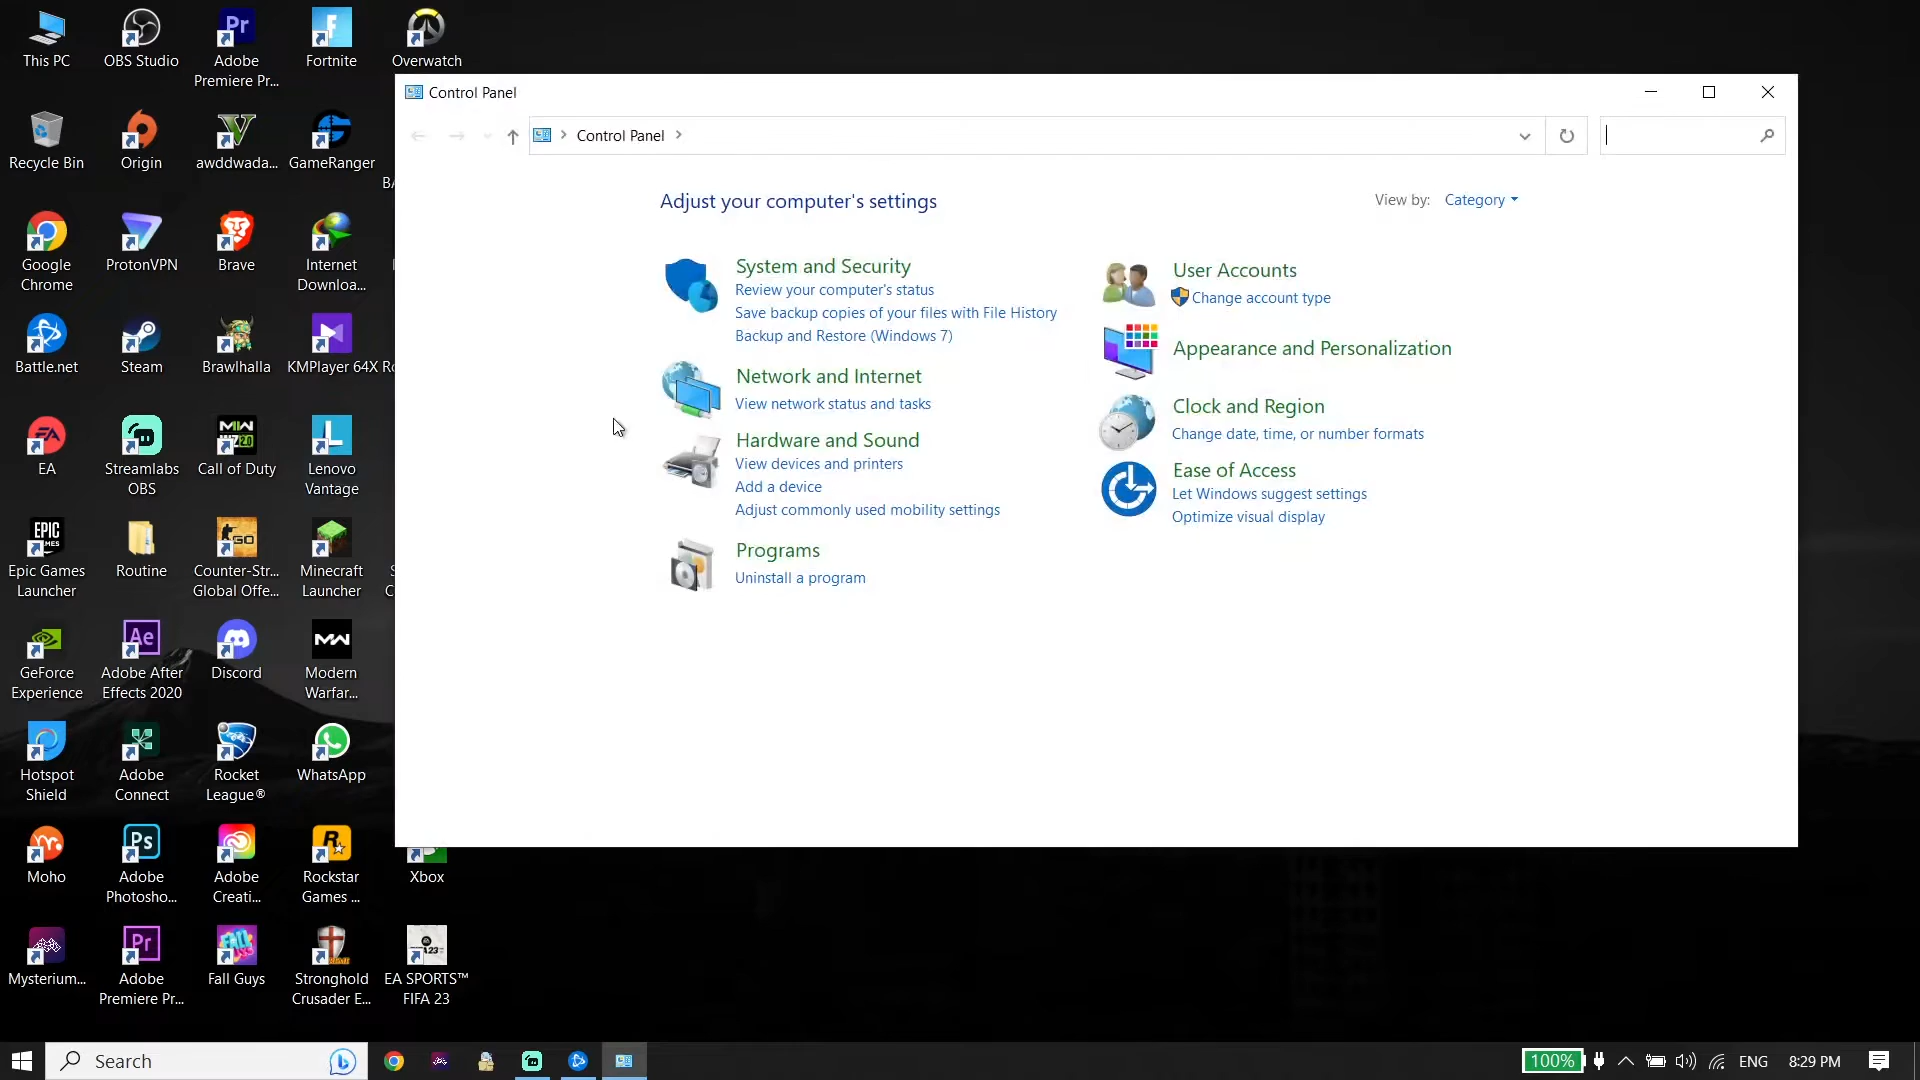 This PC
OBS Studio
Adobe
Premiere Pr...
Fortnite
Overwatch
Recycle Bin
Origin
awddwada...
GameRanger
Google
Chrome
ProtonVPN
Brave
Internet
Downloa...
Battle.net
Steam
Brawlhalla
KMPlayer 64X
EA
Streamlabs
OBS
Call of Duty
Lenovo
Vantage
Epic Games
Launcher
Routine
Counter-Str...
Global Offe...
Minecraft
Launcher
GeForce
Experience
Adobe After
Effects 2020
Discord
Modern
Warfar...
Hotspot
Shield
Adobe
Connect
Rocket
League®
WhatsApp
Moho
Adobe
Photosho...
Adobe
Creati...
Rockstar
Games ...
Xbox
Mysterium...
Adobe
Premiere Pr...
Fall Guys
Stronghold
Crusader E...
EA SPORTS™
FIFA 23
Control Panel
Control Panel
Adjust your computer's settings
View by: Category
System and Security
Review your computer's status
Save backup copies of your files with File History
Backup and Restore (Windows 7)
Network and Internet
View network status and tasks
Hardware and Sound
View devices and printers
Add a device
Adjust commonly used mobility settings
Programs
Uninstall a program
User Accounts
Change account type
Appearance and Personalization
Clock and Region
Change date, time, or number formats
Ease of Access
Let Windows suggest settings
Optimize visual display
Search
100%
ENG
8:29 PM